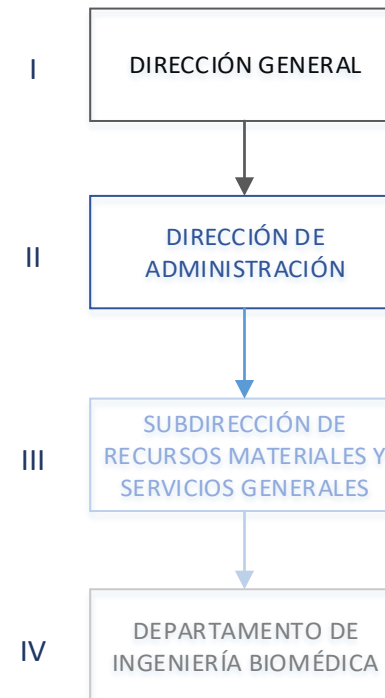 I
DIRECCIÓN GENERAL
II
DIRECCIÓN DE
ADMINISTRACIÓN
III
SUBDIRECCIÓN DE
RECURSOS MATERIALES Y
SERVICIOS GENERALES
IV
DEPARTAMENTO DE
INGENIERÍA BIOMÉDICA